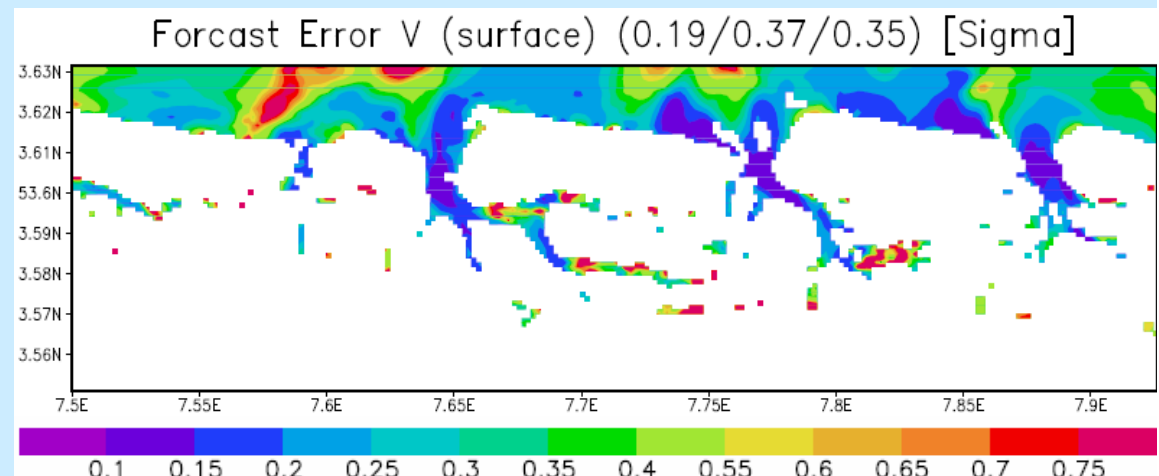 Forcast Error V (surface) (0.19/0.37/0.35) [Sigma]
3.63N
3.62N
3.61N
53.6N
3.59N
3.58N
3.57N
3.56N
7.5E 7.55E 7.6E 7.65E 7.7E 7.75E 7.8E 7.85E 7.9E
0.1 0.15 0.2 0.25 0.3 0.35 0.4 0.55 0.6 0.65 0.7 0.75